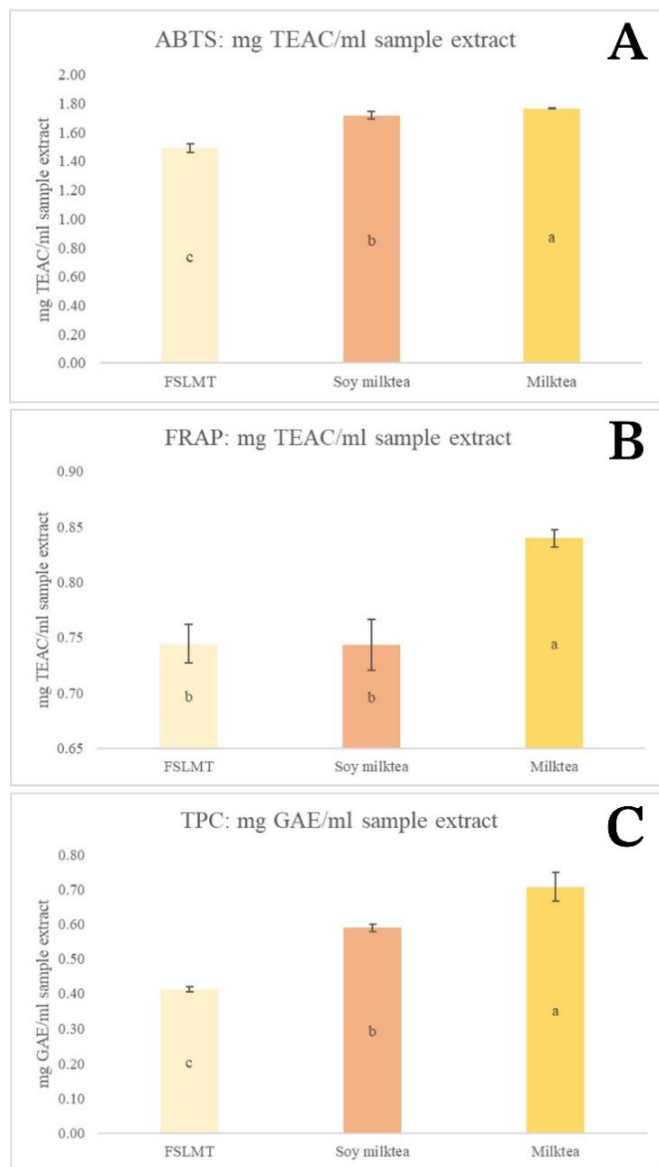 ABTS: mg TEAC/ml sample extract
A
mg TEAC/ml sample extract
2.00
1.80
1.60
1.40
1.20
1.00
0.80
0.60
0.40
0.20
0.00
c
b
a
FSLMT
Soy milktea
Milktea
FRAP: mg TEAC/ml sample extract
B
mg TEAC/ml sample extract
0.90
0.85
0.80
0.75
0.70
0.65
b
b
a
FSLMT
Soy milktea
Milktea
TPC: mg GAE/ml sample extract
C
mg GAE/ml sample extract
0.80
0.70
0.60
0.50
0.40
0.30
0.20
0.10
0.00
c
b
a
FSLMT
Soy milktea
Milktea